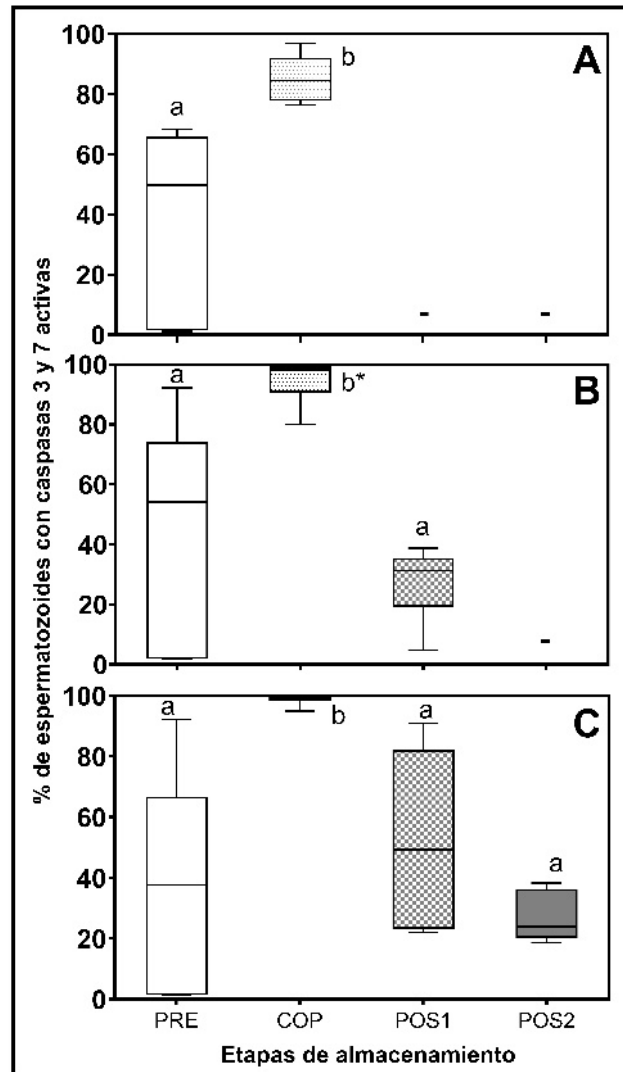 % de espermatozoides con caspasas 3 y 7 activas
100
80
60
40
20
0
a
b
A
-
-
100
80
60
40
20
0
a
b*
a
B
-
100
80
60
40
20
0
a
b
a
a
C
PRE COP POS1 POS2
Etapas de almacenamiento